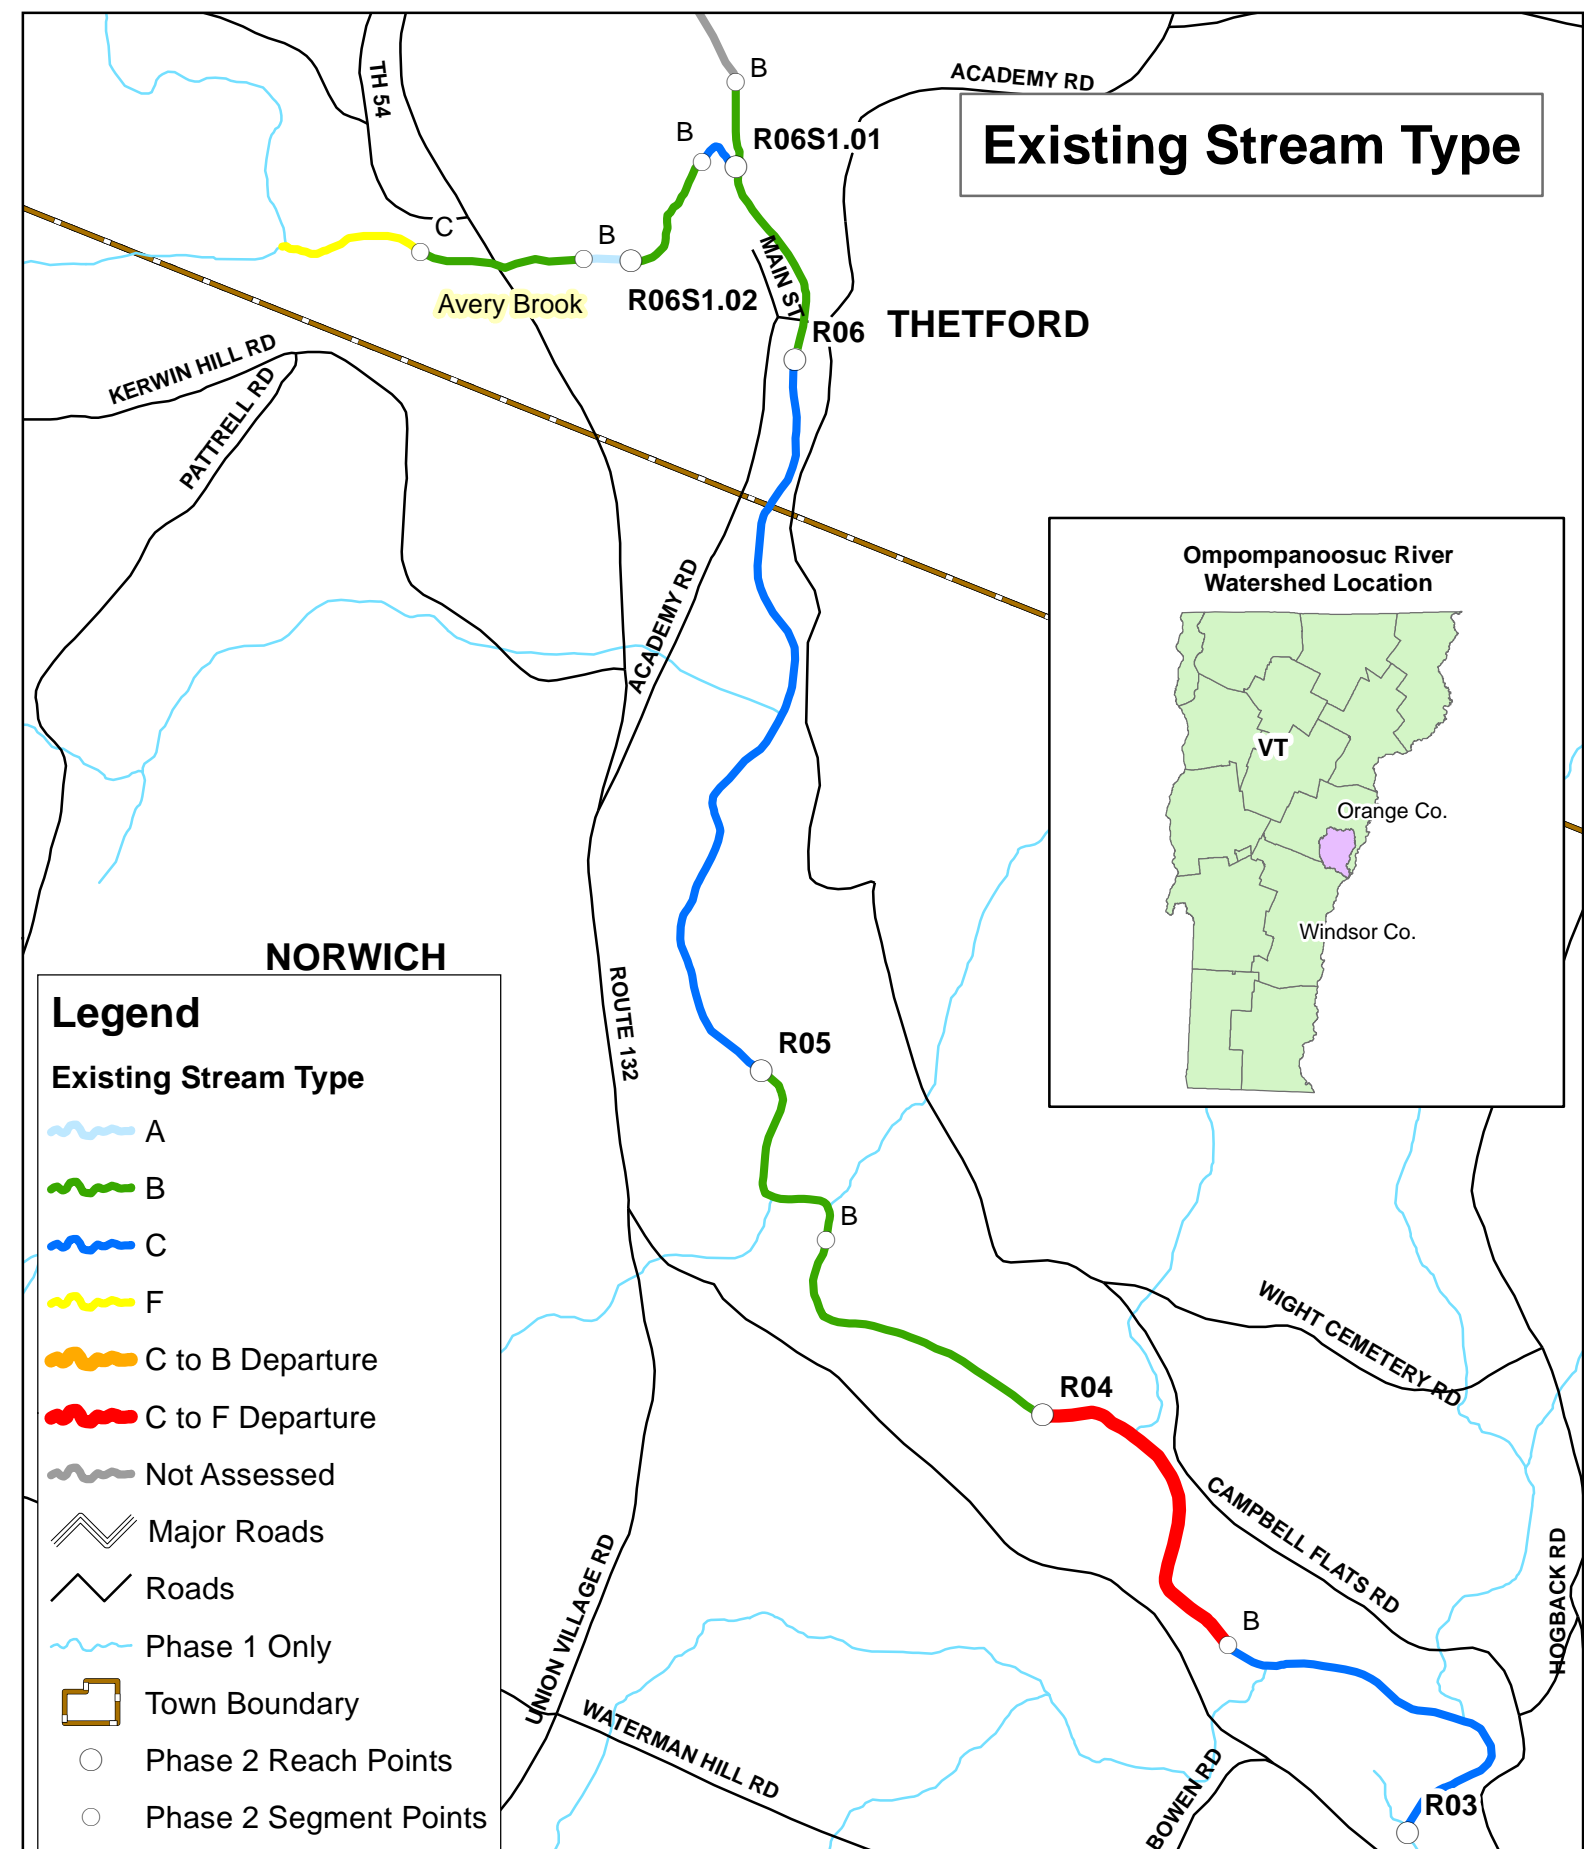 B
ACADEMY RD
TH 54
B
R06S1.01
Existing Stream Type
C
B
MAIN ST
Avery Brook
R06S1.02
R06
THETFORD
KERWIN HILL RD
PATTRELL RD
ACADEMY RD
Ompompanoosuc River
Watershed Location
VT
Orange Co.
Windsor Co.
NORWICH
ROUTE 132
R05
B
WIGHT CEMETERY RD
R04
CAMPBELL FLATS RD
HOGBACK RD
B
UNION VILLAGE RD
WATERMAN HILL RD
BOWEN RD
R03
Legend
Existing Stream Type
A
B
C
F
C to B Departure
C to F Departure
Not Assessed
Major Roads
Roads
Phase 1 Only
Town Boundary
Phase 2 Reach Points
Phase 2 Segment Points